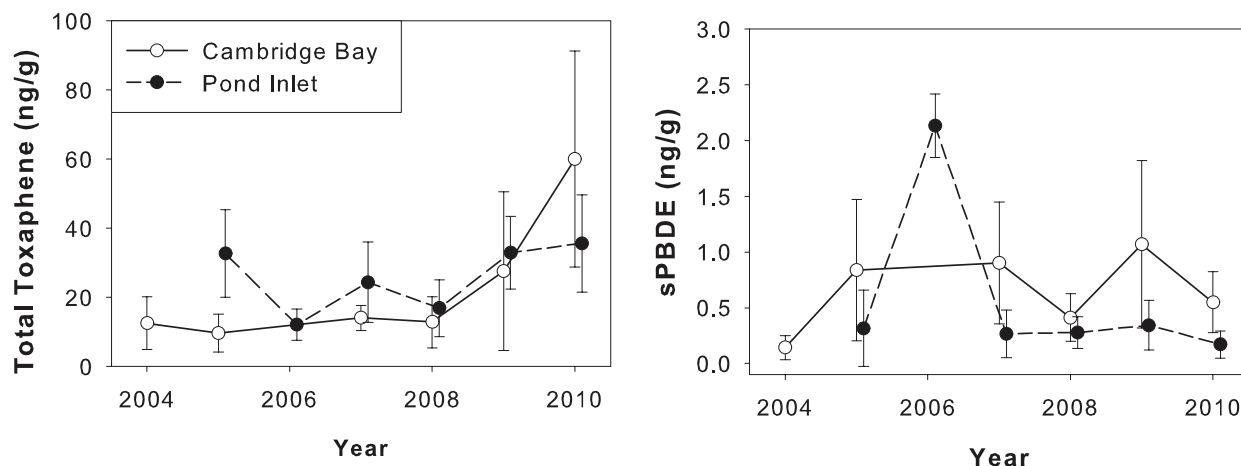 Total Toxaphene (ng/g)
100
80
60
40
20
0
Cambridge Bay
Pond Inlet
2004 2006 2008 2010
Year
sPBDE (ng/g)
3.0
2.5
2.0
1.5
1.0
0.5
0.0
2004 2006 2008 2010
Year